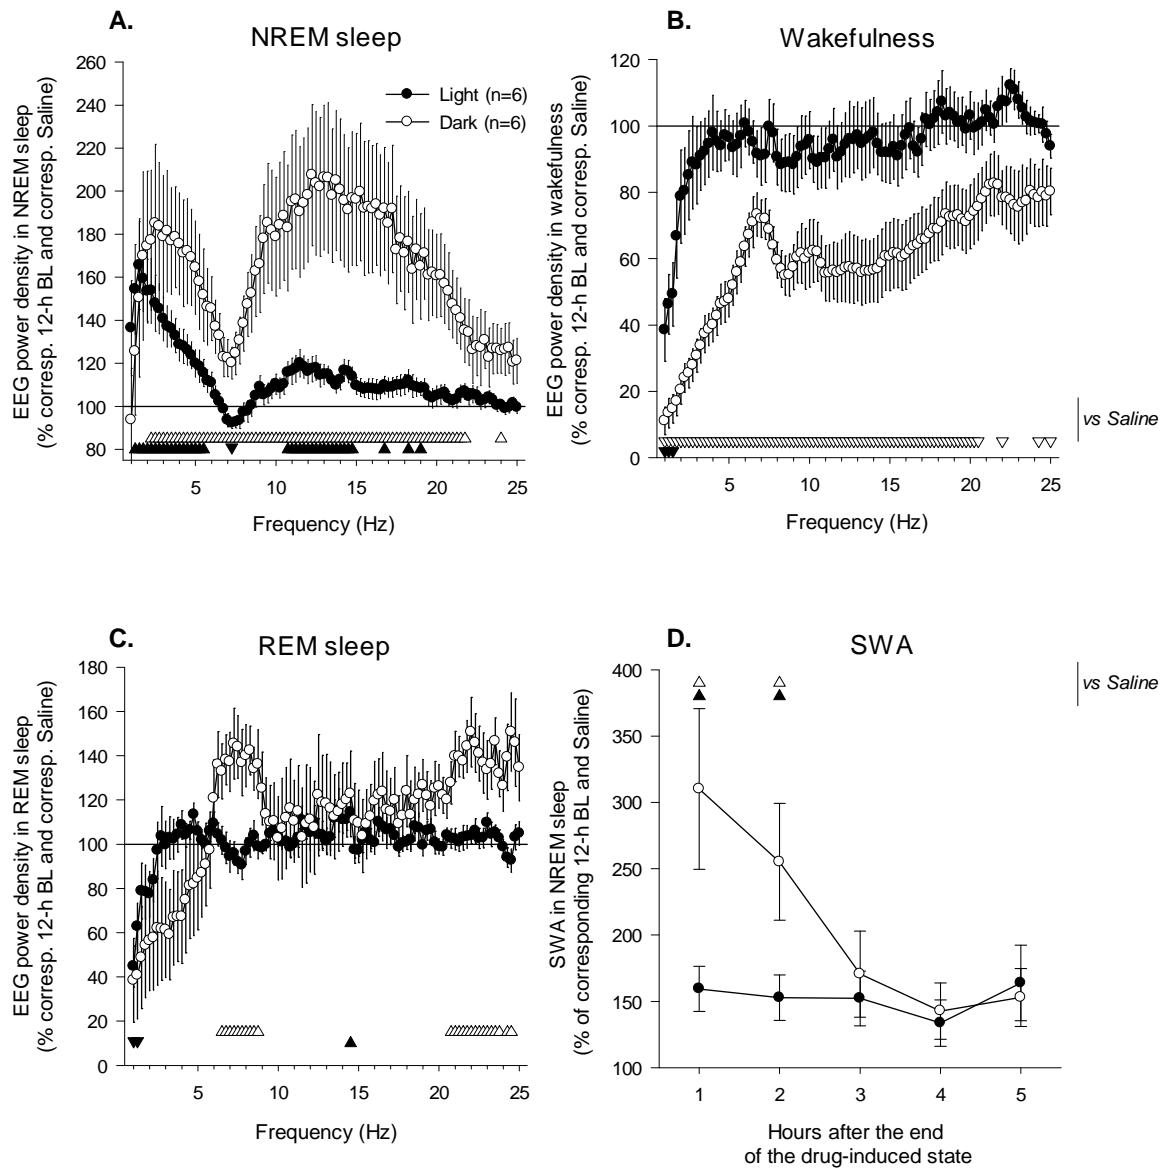 A.
NREM sleep
EEG power density in NREM sleep
(% corresp. 12-h BL and corresp. Saline)
260
240
220
200
180
160
140
120
100
80
Light (n=6)
Dark (n=6)
5
10
15
20
25
Frequency (Hz)
B.
Wakefulness
EEG power density in wakefulness
(% corresp. 12-h BL and corresp. Saline)
120
100
80
60
40
20
0
vs Saline
5
10
15
20
25
Frequency (Hz)
C.
REM sleep
EEG power density in REM sleep
(% corresp. 12-h BL and corresp. Saline)
180
160
140
120
100
80
60
40
20
0
5
10
15
20
25
Frequency (Hz)
D.
SWA
SWA in NREM sleep
(% of corresponding 12-h BL and Saline)
400
350
300
250
200
150
100
vs Saline
1
2
3
4
5
Hours after the end
of the drug-induced state